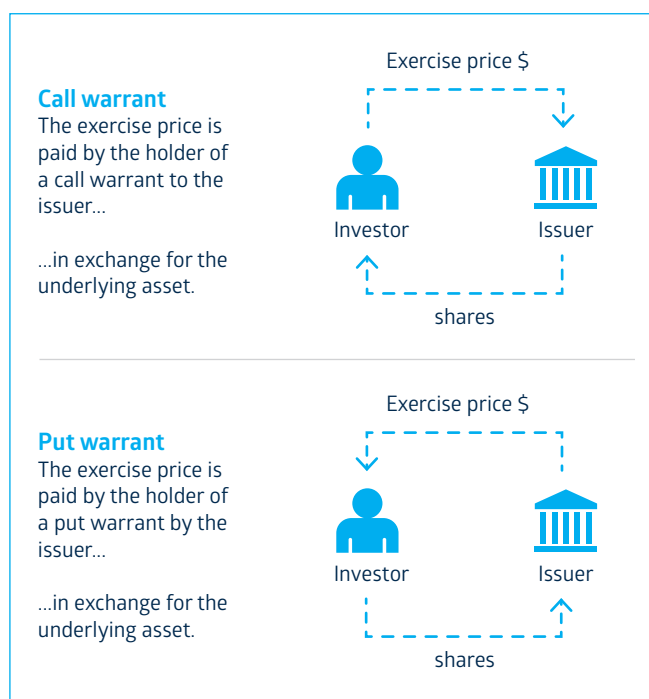 Exercise price $
Call warrant
The exercise price is
paid by the holder of
a call warrant to the
issuer...
...in exchange for the
underlying asset.
Investor
Issuer
shares
Exercise price $
Put warrant
The exercise price is
paid by the holder of
a put warrant by the
issuer...
...in exchange for the
underlying asset.
Investor
Issuer
shares